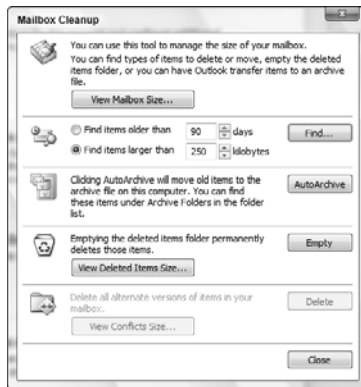 Mailbox Cleanup
You can use this tool to manage the size of your mailbox.
You can find types of items to delete or move, empty the deleted
items folder, or you can have Outlook transfer items to an archive
file.
View Mailbox Size...
Find items older than 90 days
Find...
Find items larger than 250 kilobytes
Clicking AutoArchive will move old items to the
archive file on this computer. You can find
these items under Archive Folders in the folder
list.
AutoArchive
Emptying the deleted items folder permanently
deletes those items.
Empty
View Deleted Items Size...
Delete all alternate versions of items in your
mailbox.
Delete
View Conflicts Size...
Close